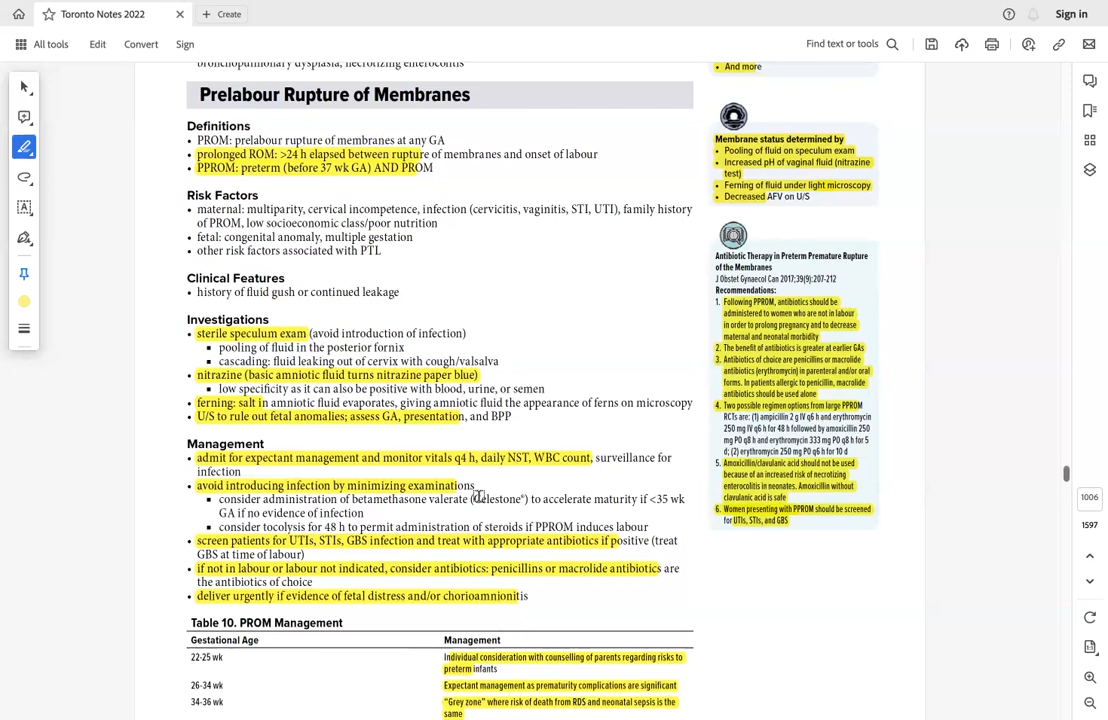 Toronto Notes 2022
Create
Sign in
All tools
Edit
Convert
Sign
Find text or tools
bronchopulmonary dysplasia, necrotizing enterocolitis
Prelabour Rupture of Membranes
Definitions
• PROM: prelabour rupture of membranes at any GA
• prolonged ROM: >24 h elapsed between rupture of membranes and onset of labour
• PPROM: preterm (before 37 wk GA) AND PROM
Risk Factors
• maternal: multiparity, cervical incompetence, infection (cervicitis, vaginitis, STI, UTI), family history
of PROM, low socioeconomic class/poor nutrition
• fetal: congenital anomaly, multiple gestation
• other risk factors associated with PTL
Clinical Features
• history of fluid gush or continued leakage
Investigations
• sterile speculum exam (avoid introduction of infection)
▪ pooling of fluid in the posterior fornix
▪ cascading: fluid leaking out of cervix with cough/valsalva
• nitrazine (basic amniotic fluid turns nitrazine paper blue)
▪ low specificity as it can also be positive with blood, urine, or semen
• ferning: salt in amniotic fluid evaporates, giving amniotic fluid the appearance of ferns on microscopy
• U/S to rule out fetal anomalies; assess GA, presentation, and BPP
Management
• admit for expectant management and monitor vitals q4 h, daily NST, WBC count, surveillance for
infection
• avoid introducing infection by minimizing examinations
▪ consider administration of betamethasone valerate (Celestone®) to accelerate maturity if <35 wk
GA if no evidence of infection
▪ consider tocolysis for 48 h to permit administration of steroids if PPROM induces labour
• screen patients for UTIs, STIs, GBS infection and treat with appropriate antibiotics if positive (treat
GBS at time of labour)
• if not in labour or labour not indicated, consider antibiotics: penicillins or macrolide antibiotics are
the antibiotics of choice
• deliver urgently if evidence of fetal distress and/or chorioamnionitis
Table 10. PROM Management
Gestational Age Management
22-25 wk Individual consideration with counselling of parents regarding risks to
preterm infants
26-34 wk Expectant management as prematurity complications are significant
34-36 wk "Grey zone" where risk of death from RDS and neonatal sepsis is the
same
• And more
Membrane status determined by
• Pooling of fluid on speculum exam
• Increased pH of vaginal fluid (nitrazine
test)
• Ferning of fluid under light microscopy
• Decreased AFV on U/S
Antibiotic Therapy in Preterm Premature Rupture
of the Membranes
J Obstet Gynaecol Can 2017;39(9):207-212
Recommendations:
1. Following PPROM, antibiotics should be
administered to women who are not in labour
in order to prolong pregnancy and to decrease
maternal and neonatal morbidity
2. The benefit of antibiotics is greater at earlier GAs
3. Antibiotics of choice are penicillins or macrolide
antibiotics (erythromycin) in parenteral and/or oral
forms. In patients allergic to penicillin, macrolide
antibiotics should be used alone
4. Two possible regimen options from large PPROM
RCTs are: (1) ampicillin 2 g IV q6 h and erythromycin
250 mg IV q6 h for 48 h followed by amoxicillin 250
mg PO q8 h and erythromycin 333 mg PO q8 h for 5
d; (2) erythromycin 250 mg PO q6 h for 10 d
5. Amoxicillin/clavulanic acid should not be used
because of an increased risk of necrotizing
enterocolitis in neonates. Amoxicillin without
clavulanic acid is safe
6. Women presenting with PPROM should be screened
for UTIs, STIs, and GBS
1006
1597